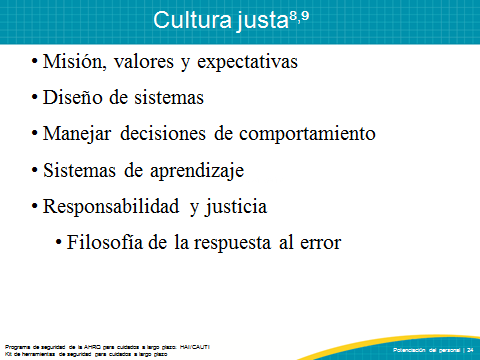 Cultura justa⁸,⁹
• Misión, valores y expectativas
• Diseño de sistemas
• Manejar decisiones de comportamiento
• Sistemas de aprendizaje
• Responsabilidad y justicia
• Filosofía de la respuesta al error
Programa de seguridad de la AHRQ para cuidados a largo plazo: HAI/CAUTI
Kit de herramientas de seguridad para cuidados a largo plazo
Potenciación del personal | 24